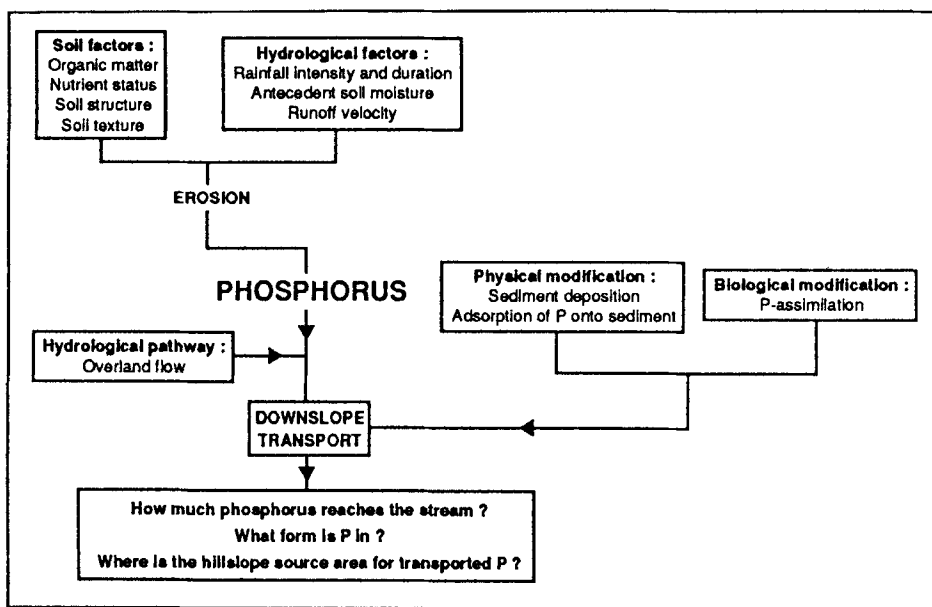 Soil factors :
Organic matter
Nutrient status
Soil structure
Soil texture
Hydrological factors :
Rainfall intensity and duration
Antecedent soil moisture
Runoff velocity
EROSION
PHOSPHORUS
Physical modification :
Sediment deposition
Adsorption of P onto sediment
Biological modification :
P-assimilation
Hydrological pathway :
Overland flow
DOWNSLOPE
TRANSPORT
How much phosphorus reaches the stream ?
What form is P in ?
Where is the hillslope source area for transported P ?